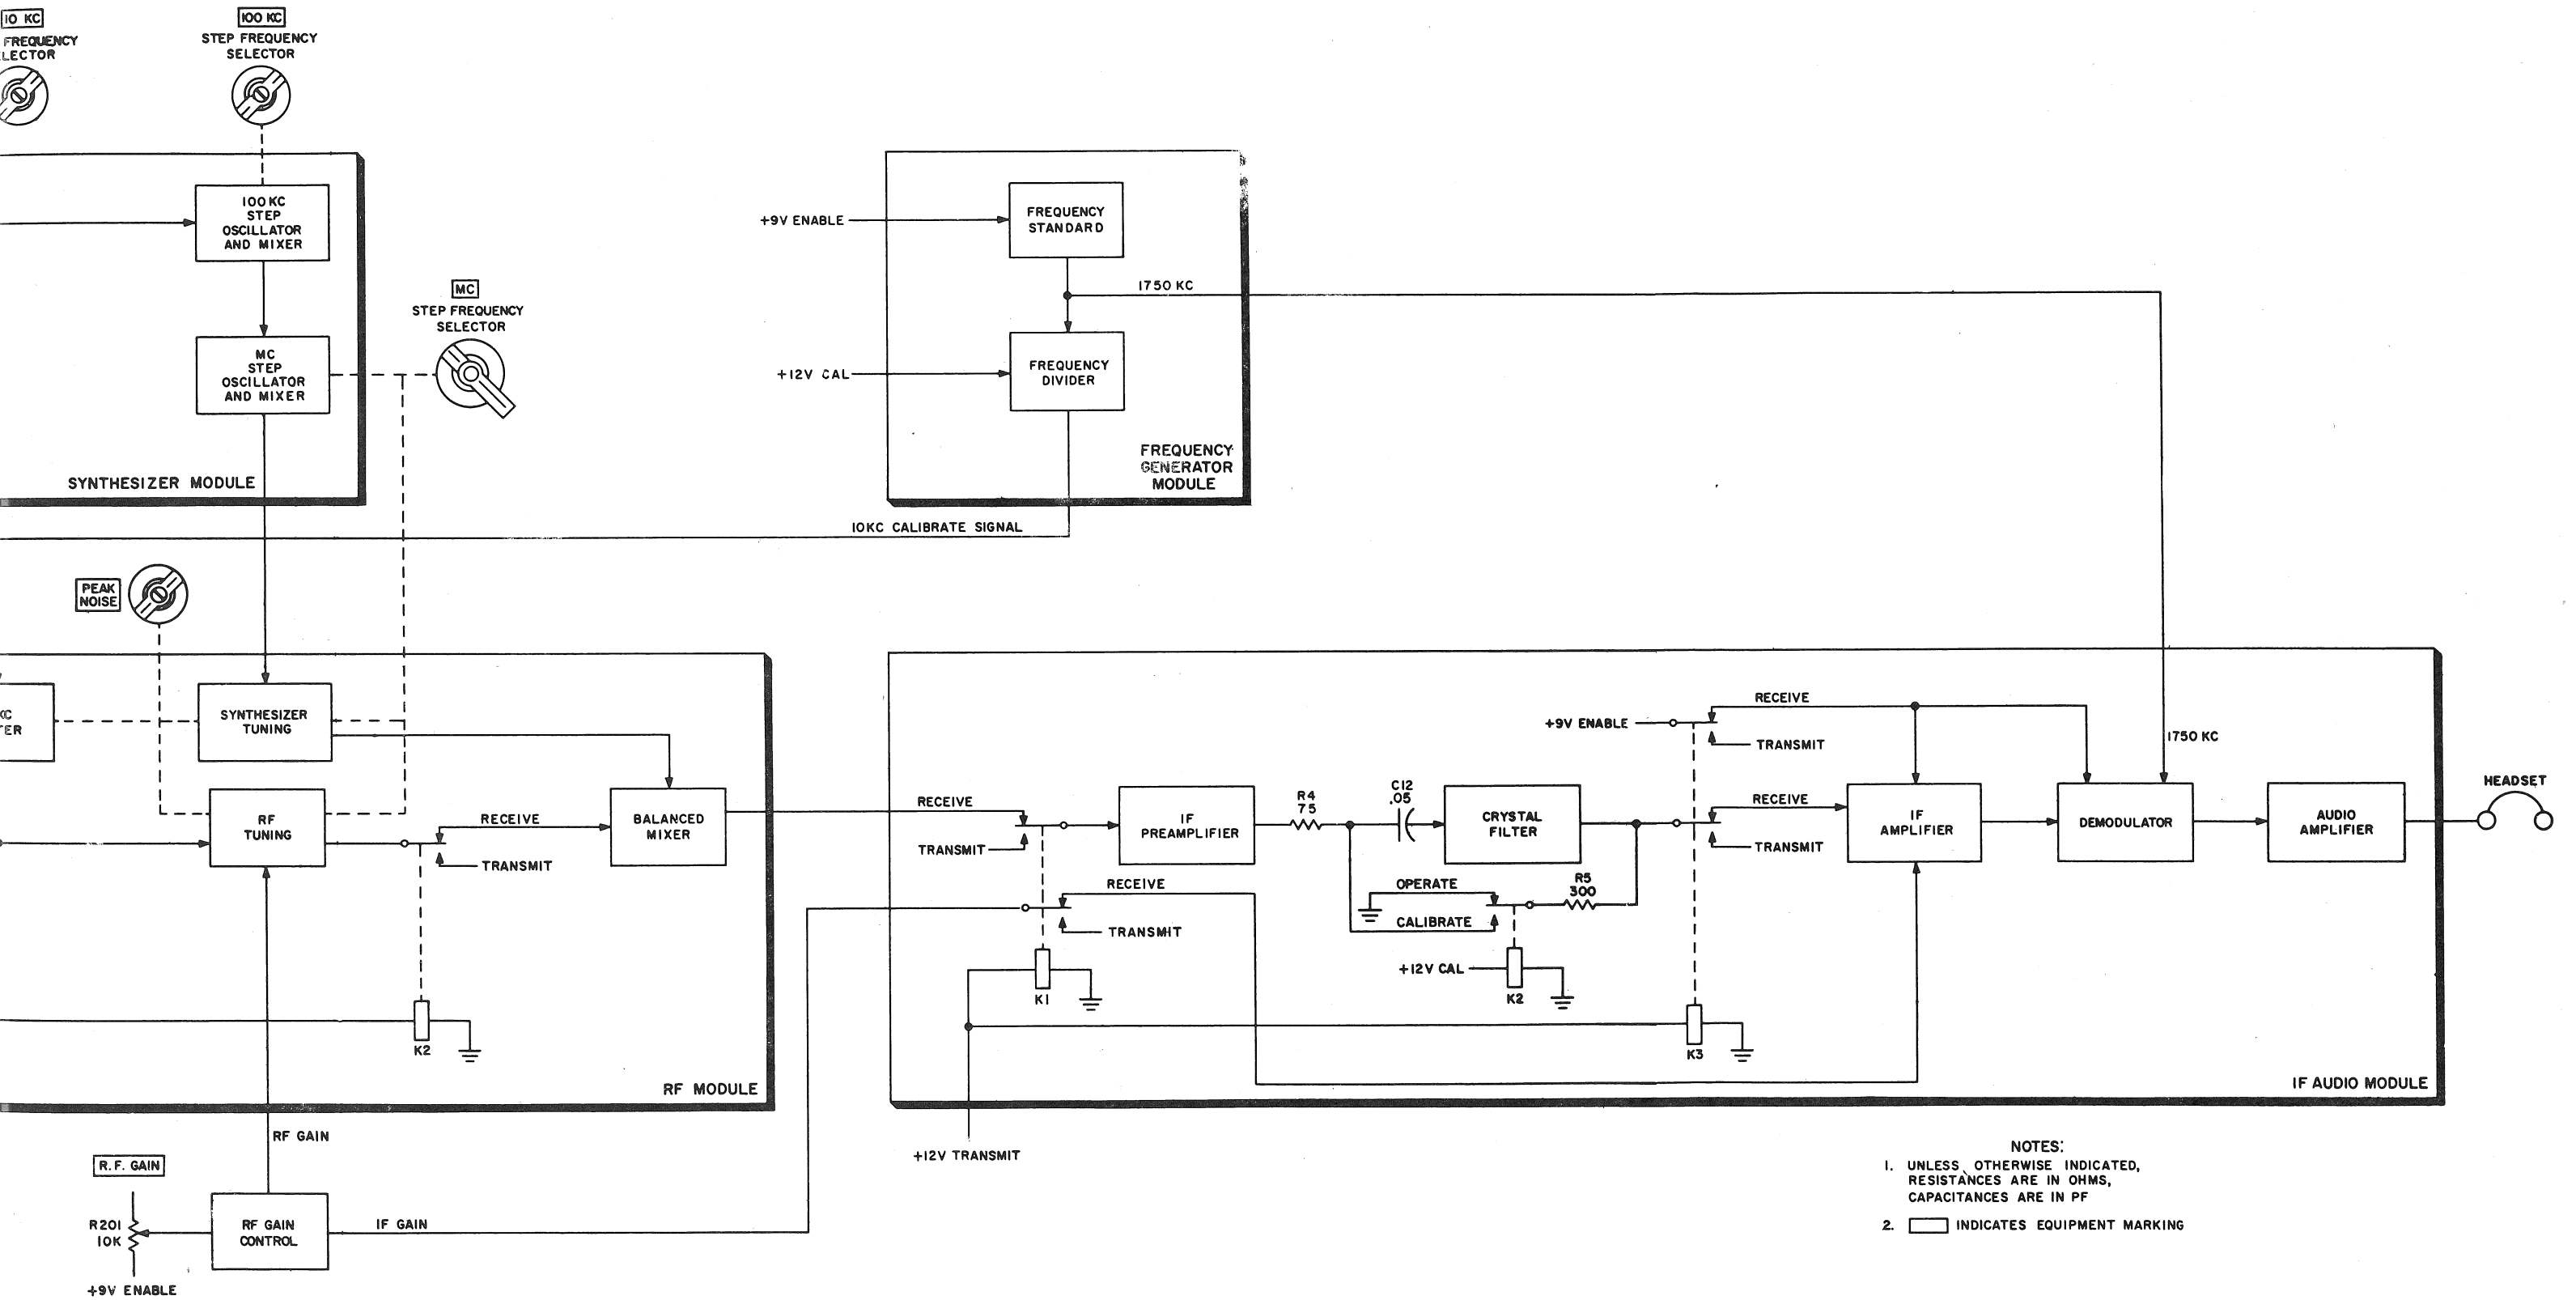 10 KC
FREQUENCY
LECTOR
100 KC
STEP FREQUENCY
SELECTOR
100 KC
STEP
OSCILLATOR
AND MIXER
MC
STEP FREQUENCY
SELECTOR
MC
STEP
OSCILLATOR
AND MIXER
SYNTHESIZER MODULE
+9V ENABLE
FREQUENCY
STANDARD
1750 KC
+12V CAL
FREQUENCY
DIVIDER
FREQUENCY
GENERATOR
MODULE
10KC CALIBRATE SIGNAL
PEAK
NOISE
KC
TER
SYNTHESIZER
TUNING
RF
TUNING
RECEIVE
TRANSMIT
BALANCED
MIXER
K2
RF MODULE
RF GAIN
R.F. GAIN
R201
10K
+9V ENABLE
RF GAIN
CONTROL
IF GAIN
RECEIVE
TRANSMIT
IF
PREAMPLIFIER
R4
75
C12
.05
CRYSTAL
FILTER
RECEIVE
TRANSMIT
OPERATE
CALIBRATE
R5
300
+12V CAL
K1
K2
K3
+9V ENABLE
RECEIVE
TRANSMIT
RECEIVE
TRANSMIT
IF
AMPLIFIER
1750 KC
DEMODULATOR
AUDIO
AMPLIFIER
HEADSET
IF AUDIO MODULE
+12V TRANSMIT
NOTES:
1. UNLESS OTHERWISE INDICATED,
RESISTANCES ARE IN OHMS,
CAPACITANCES ARE IN PF
2. INDICATES EQUIPMENT MARKING